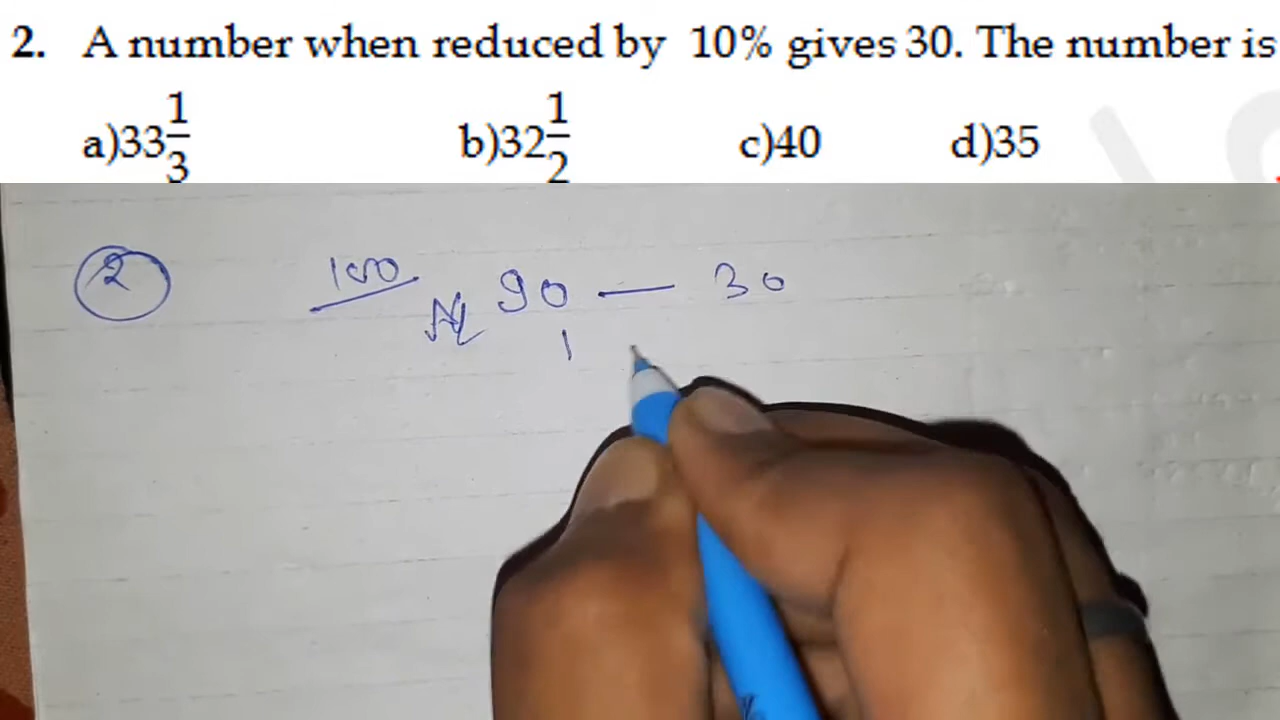 2. A number when reduced by 10% gives 30. The number is
a)33 1/3 b)32 1/2 c)40 d)35
2 100 90 — 30
1